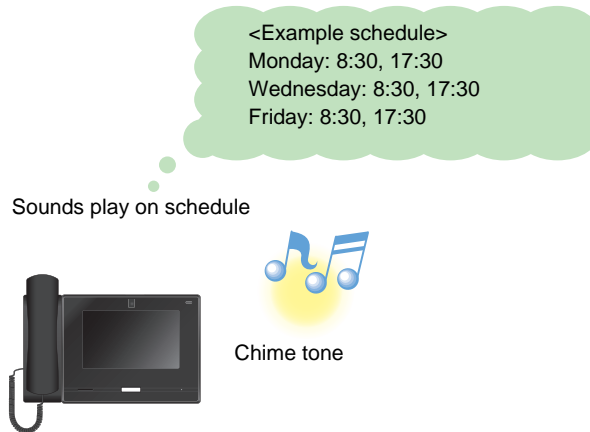 <Example schedule>
Monday: 8:30, 17:30
Wednesday: 8:30, 17:30
Friday: 8:30, 17:30
Sounds play on schedule
Chime tone